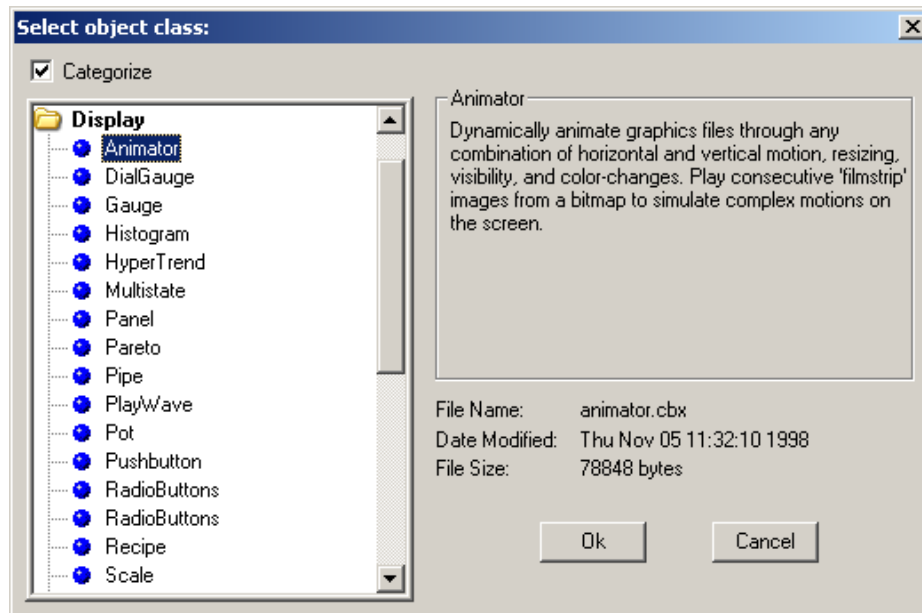 Select object class:
Categorize
Display
Animator
DialGauge
Gauge
Histogram
HyperTrend
Multistate
Panel
Pareto
Pipe
PlayWave
Pot
Pushbutton
RadioButtons
RadioButtons
Recipe
Scale
Animator
Dynamically animate graphics files through any
combination of horizontal and vertical motion, resizing,
visibility, and color-changes. Play consecutive 'filmstrip'
images from a bitmap to simulate complex motions on
the screen.
File Name: animator.cbx
Date Modified: Thu Nov 05 11:32:10 1998
File Size: 78848 bytes
Ok
Cancel